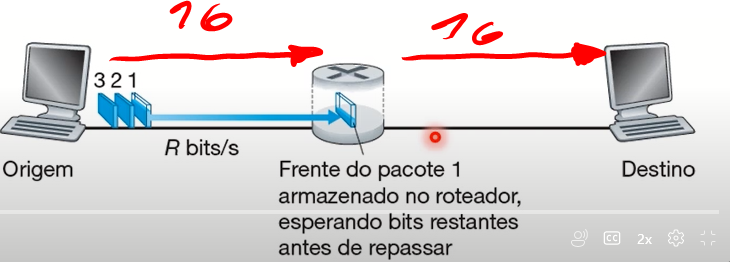 16
16
3 2 1
R bits/s
Origem
Frente do pacote 1
armazenado no roteador,
esperando bits restantes
antes de repassar
Destino
CC
2x